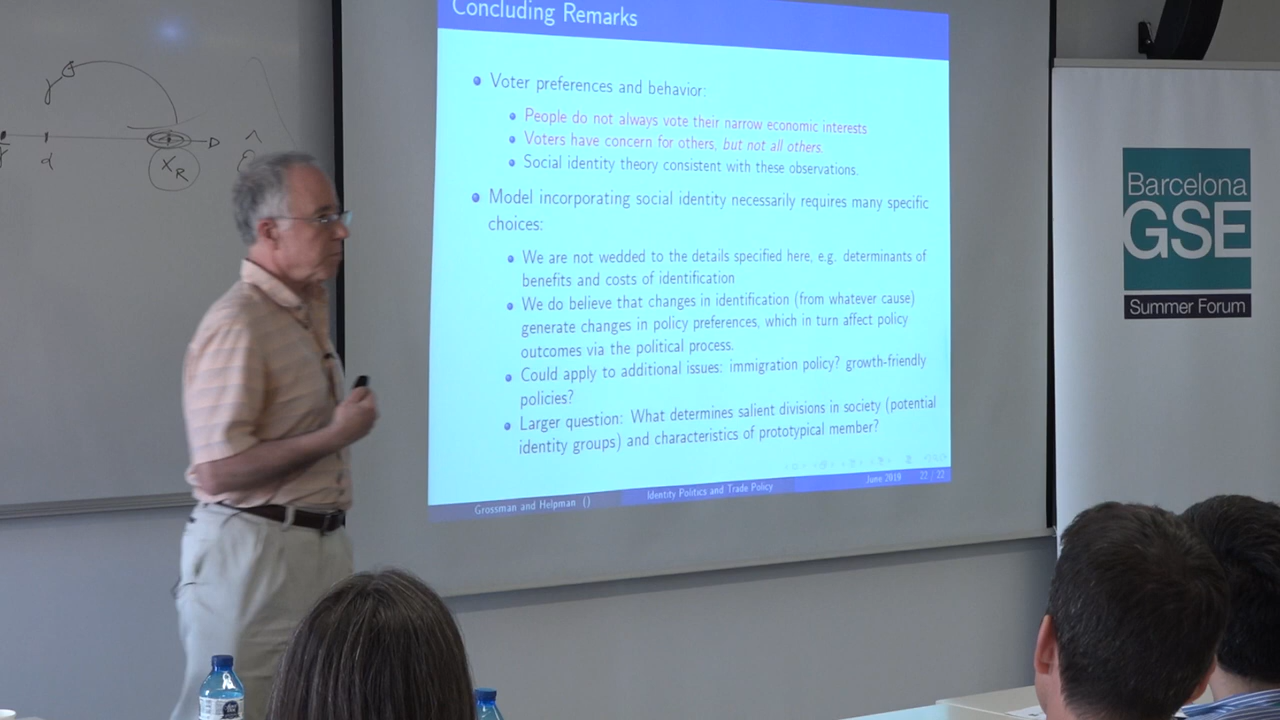 γ
α
X_R
Concluding Remarks
Voter preferences and behavior:
People do not always vote their narrow economic interests
Voters have concern for others, but not all others.
Social identity theory consistent with these observations.
Model incorporating social identity necessarily requires many specific
choices:
We are not wedded to the details specified here, e.g. determinants of
benefits and costs of identification
We do believe that changes in identification (from whatever cause)
generate changes in policy preferences, which in turn affect policy
outcomes via the political process.
Could apply to additional issues: immigration policy? growth-friendly
policies?
Larger question: What determines salient divisions in society (potential
identity groups) and characteristics of prototypical member?
Grossman and Helpman () Identity Politics and Trade Policy June 2019 22 / 22
Barcelona
GSE
Summer Forum